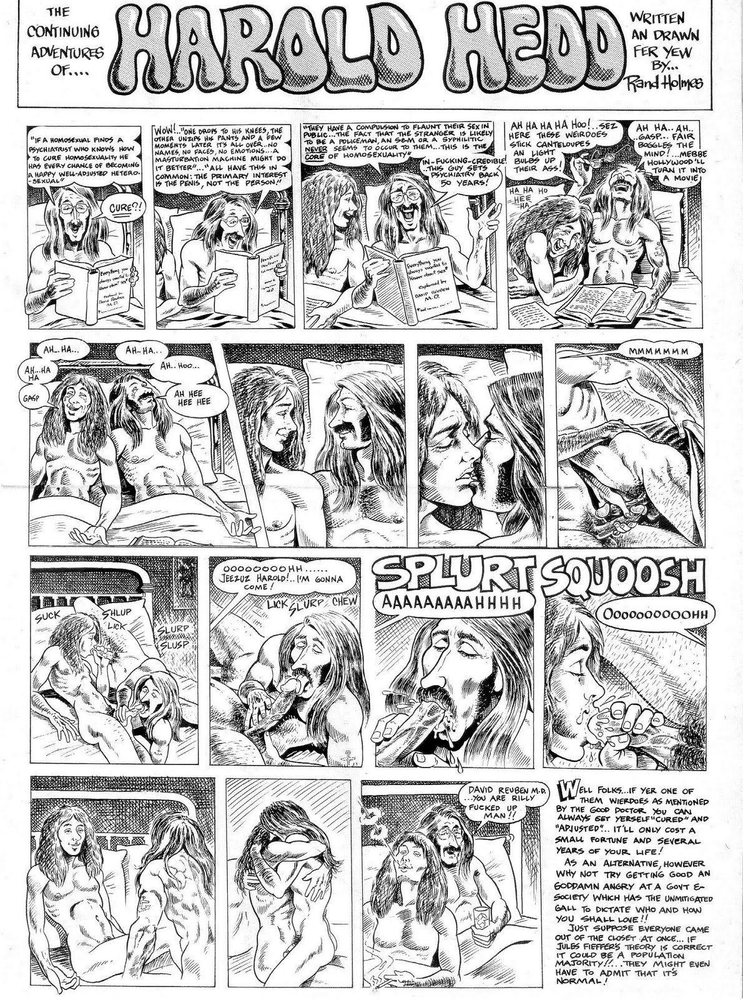 THE
CONTINUING
ADVENTURES
OF....
HAROLD HEDD
WRITTEN
AN DRAWN
FER YEW
BY...
Rand Holmes
"IF A HOMOSEXUAL FINDS A
PSYCHIATRIST WHO KNOWS HOW
TO CURE HOMOSEXUALITY HE
HAS EVERY CHANCE OF BECOMING
A HAPPY WELL-ADJUSTED HETERO-
SEXUAL"
CURE?!
Everything you
always wanted t
Know about sex*
explained by
David Reuben
M.D.
WOW!.."ONE DROPS TO HIS KNEES, THE
OTHER UNZIPS HIS PANTS AND A FEW
MOMENTS LATER IT'S ALL OVER..NO
NAMES, NO FACES, NO EMOTIONS...A
MASTURBATION MACHINE MIGHT DO
IT BETTER"..."ALL HAVE THIS IN
COMMON: THE PRIMARY INTEREST
IS THE PENIS, NOT THE PERSON."
"THEY HAVE A COMPULSION TO FLAUNT THEIR SEX IN
PUBLIC...THE FACT THAT THE STRANGER IS LIKELY
TO BE A POLICEMAN, AN S&M OR A SYPHILITIC
NEVER SEEMS TO OCCUR TO THEM...THIS IS THE
CORE OF HOMOSEXUALITY"
IN-FUCKING-CREDIBLE!
..THIS GUY SETS
PSYCHIATRY BACK
50 YEARS!
Everything you
always wanted to
Know about sex*
explained by
DAVID REUBEN
M.D.
AH HA HA HA HOO!...SEZ
HERE THESE WEIRDOES
STICK CANTELOUPES
AN LIGHT
BULBS UP
THEIR ASS!
AH HA..AH..
..GASP... FAIR
BOGGLES THE
MIND!...MEBBE
HOLLYWOOD'LL
TURN IT INTO
A MOVIE
HA HA HO
HEE
HA
AH..HA...
AH..HA...
AH...HA
HA
AH..HOO...
GASP
AH HEE
HEE HEE
MMMMMMM
SUCK
SHLUP
LICK
SLURP
SLUSP
OOOOOOOOHH......
JEEZUZ HAROLD!..I'M GONNA
COME!
LICK SLURP CHEW
SPLURT
AAAAAAAAAHHHH
SQUOOSH
OOOOOOOOOOOHH
DAVID REUBEN M.D.
...YOU ARE RILLY
FUCKED UP
MAN!!
WELL FOLKS...IF YER ONE OF
THEM WIERDOES AS MENTIONED
BY THE GOOD DOCTOR YOU CAN
ALWAYS GET YERSELF "CURED" AND
"ADJUSTED"... IT'LL ONLY COST A
SMALL FORTUNE AND SEVERAL
YEARS OF YOUR LIFE!
AS AN ALTERNATIVE, HOWEVER
WHY NOT TRY GETTING GOOD AN
GODDAMN ANGRY AT A GOVT &
SOCIETY WHICH HAS THE UNMITIGATED
GALL TO DICTATE WHO AND HOW
YOU SHALL LOVE!!
JUST SUPPOSE EVERYONE CAME
OUT OF THE CLOSET AT ONCE... IF
JULES FIEFFERS THEORY IS CORRECT
IT COULD BE A POPULATION
MAJORITY!!...THEY MIGHT EVEN
HAVE TO ADMIT THAT IT'S
NORMAL!